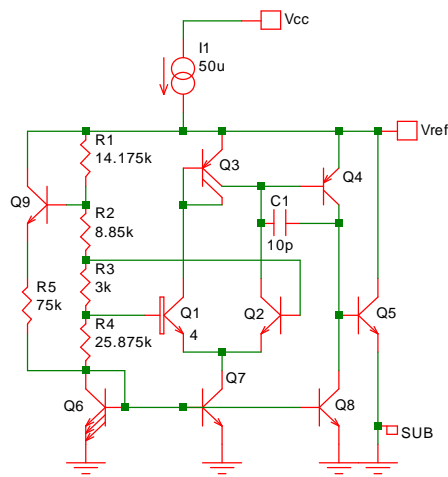 Vcc
I1
50u
Vref
R1
14.175k
Q3
Q4
Q9
R2
8.85k
C1
10p
R5
75k
R3
3k
Q1
4
Q2
Q5
R4
25.875k
Q6
Q7
Q8
SUB